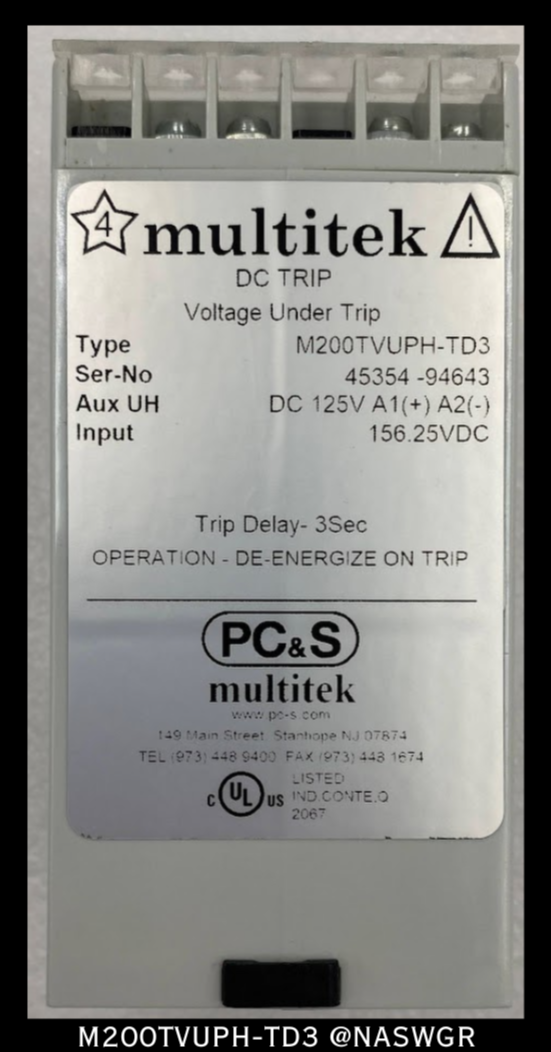 4 multitek !
DC TRIP
Voltage Under Trip
Type M200TVUPH-TD3
Ser-No 45354 -94643
Aux UH DC 125V A1(+) A2(-)
Input 156.25VDC
Trip Delay- 3Sec
OPERATION - DE-ENERGIZE ON TRIP
PC&S
multitek
www.pc-s.com
149 Main Street, Stanhope NJ 07874
TEL (973) 448 9400 FAX (973) 448 1674
C UL US LISTED
IND.CONT.EQ
2067
M200TVUPH-TD3 @NASWGR